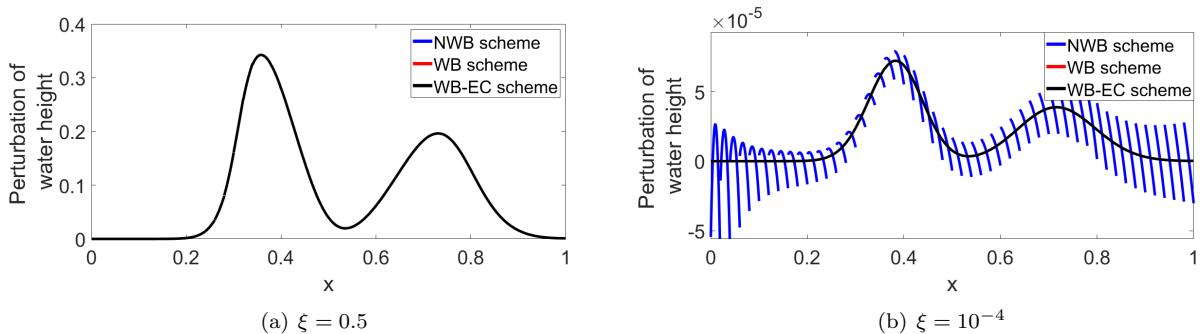 Perturbation of
water height
0.4
0.3
0.2
0.1
0
0
0.2
0.4
0.6
0.8
1
x
NWB scheme
WB scheme
WB-EC scheme
(a) ξ = 0.5
×10⁻⁵
Perturbation of
water height
5
0
-5
0
0.2
0.4
0.6
0.8
1
x
NWB scheme
WB scheme
WB-EC scheme
(b) ξ = 10⁻⁴